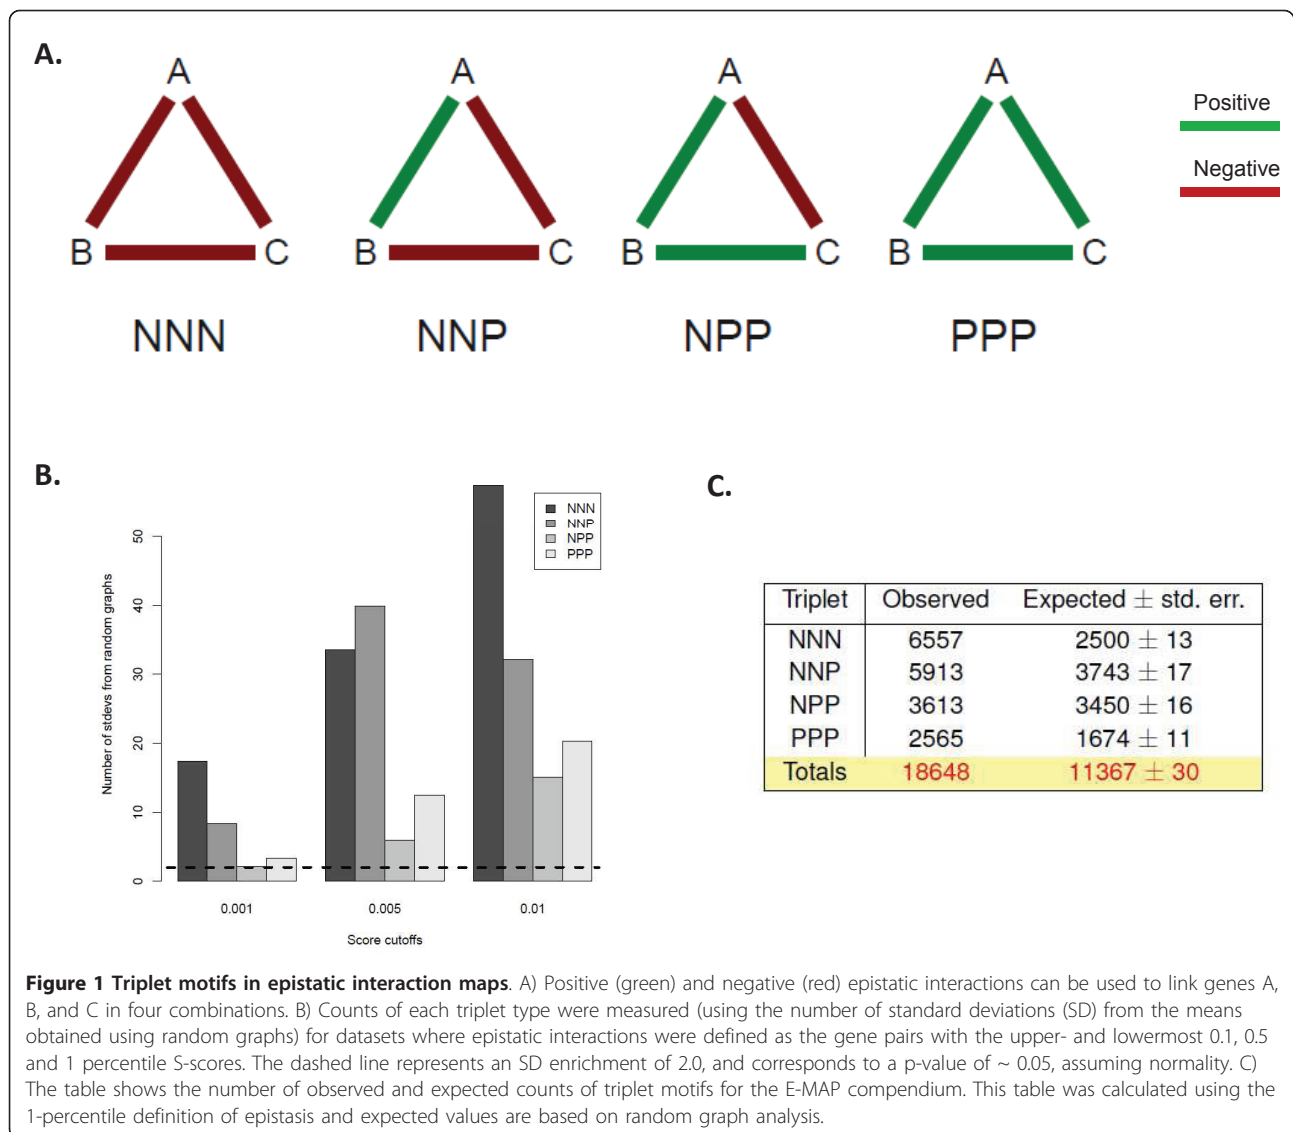 A.
A A A A
Positive
Negative
B C B C B C B C
NNN NNP NPP PPP
B.
Number of stdevs from random graphs
0 10 20 30 40 50
NNN
NNP
NPP
PPP
0.001 0.005 0.01
Score cutoffs
C.
Triplet Observed Expected ± std. err.
NNN 6557 2500 ± 13
NNP 5913 3743 ± 17
NPP 3613 3450 ± 16
PPP 2565 1674 ± 11
Totals 18648 11367 ± 30
Figure 1 Triplet motifs in epistatic interaction maps. A) Positive (green) and negative (red) epistatic interactions can be used to link genes A,
B, and C in four combinations. B) Counts of each triplet type were measured (using the number of standard deviations (SD) from the means
obtained using random graphs) for datasets where epistatic interactions were defined as the gene pairs with the upper- and lowermost 0.1, 0.5
and 1 percentile S-scores. The dashed line represents an SD enrichment of 2.0, and corresponds to a p-value of ~ 0.05, assuming normality. C)
The table shows the number of observed and expected counts of triplet motifs for the E-MAP compendium. This table was calculated using the
1-percentile definition of epistasis and expected values are based on random graph analysis.